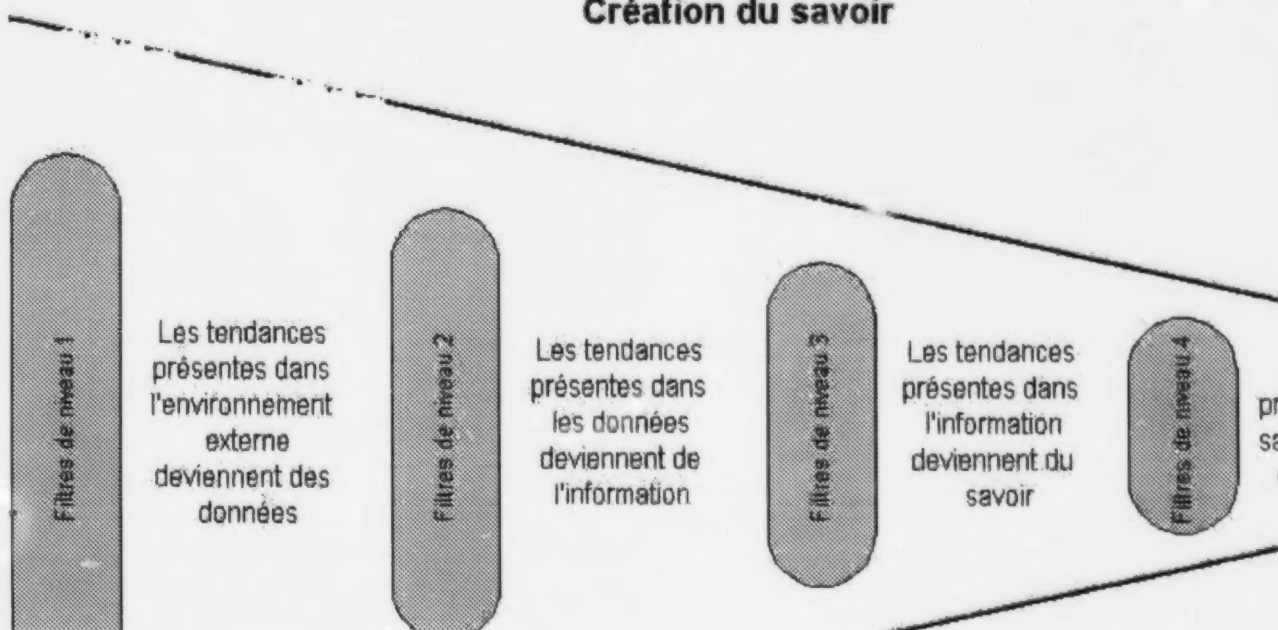 Création du savoir
Filtres de niveau 1
Les tendances
présentes dans
l'environnement
externe
deviennent des
données
Filtres de niveau 2
Les tendances
présentes dans
les données
deviennent de
l'information
Filtres de niveau 3
Les tendances
présentes dans
l'information
deviennent du
savoir
Filtres de niveau 4